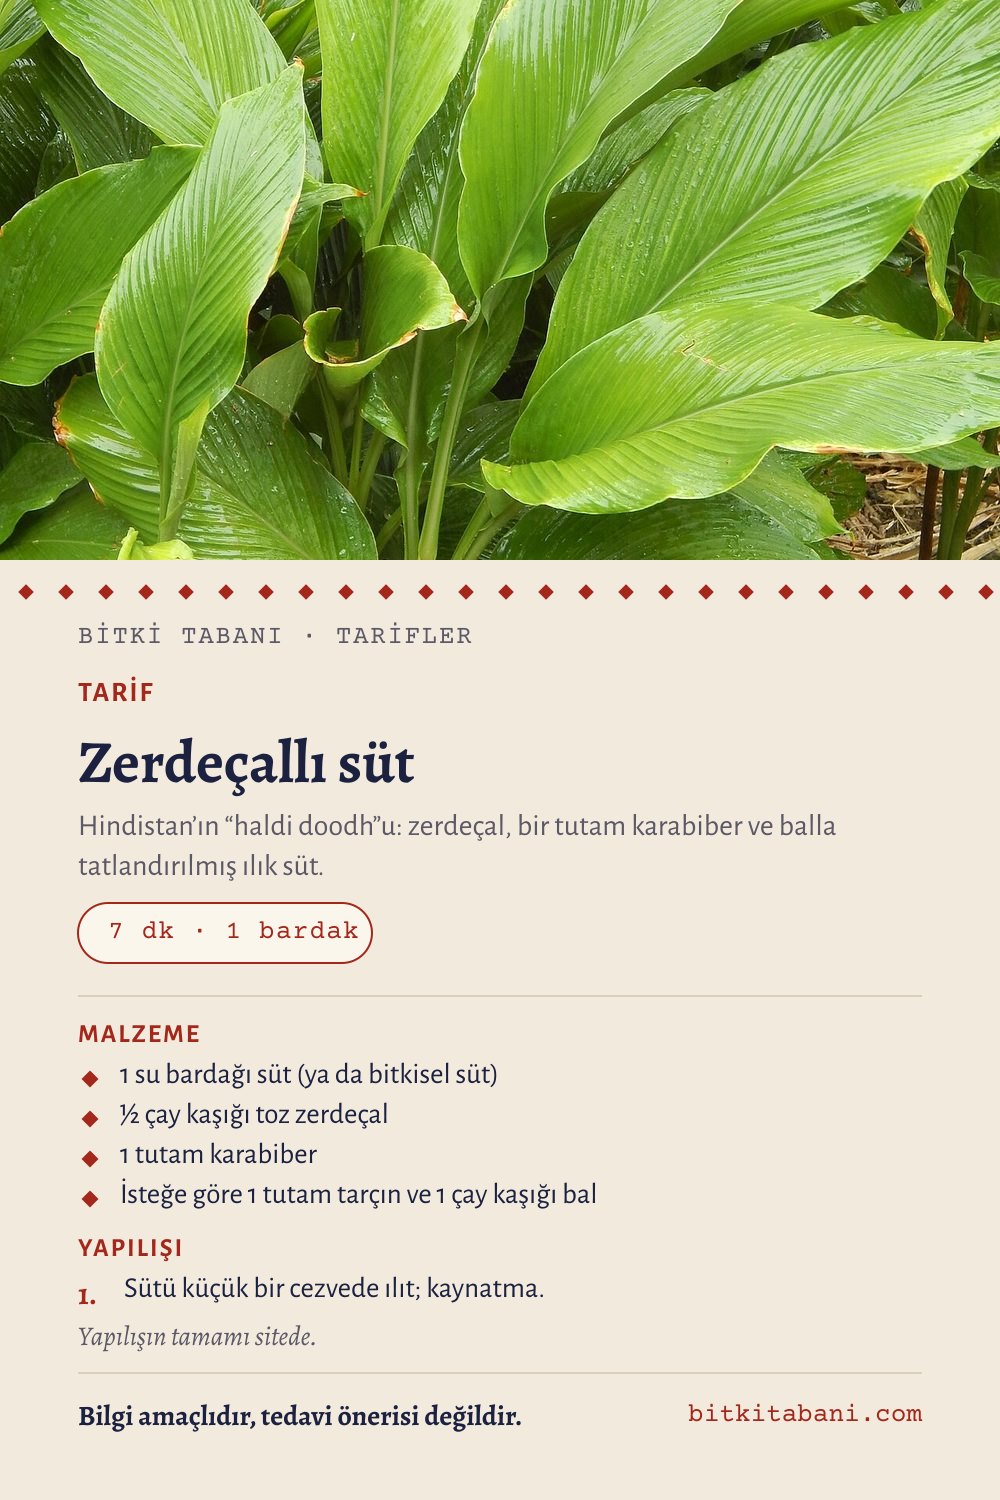 BİTKİ TABANI · TARİFLER
TARİF
Zerdeçallı süt
Hindistan’ın “haldi doodh”u: zerdeçal, bir tutam karabiber ve balla
tatlandırılmış ılık süt.
7 dk · 1 bardak
MALZEME
◆ 1 su bardağı süt (ya da bitkisel süt)
◆ ½ çay kaşığı toz zerdeçal
◆ 1 tutam karabiber
◆ İsteğe göre 1 tutam tarçın ve 1 çay kaşığı bal
YAPILIŞI
1. Sütü küçük bir cezvede ılıt; kaynatma.
Yapılışın tamamı sitede.
Bilgi amaçlıdır, tedavi önerisi değildir. bitkitabani.com